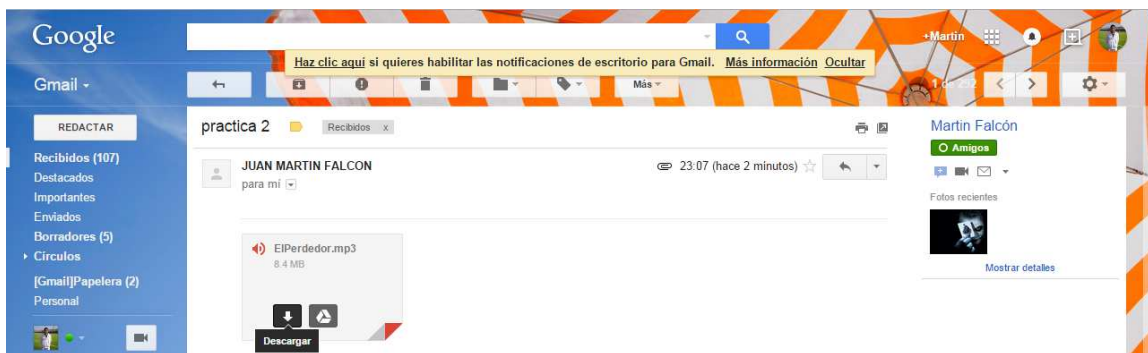 Google
+Martin
Haz clic aquí si quieres habilitar las notificaciones de escritorio para Gmail. Más información Ocultar
Gmail
Más
1 de 252
REDACTAR
practica 2
Recibidos x
Martin Falcón
Amigos
Recibidos (107)
Destacados
Importantes
Enviados
Borradores (5)
Círculos
[Gmail]Papelera (2)
Personal
JUAN MARTIN FALCON
23:07 (hace 2 minutos)
para mí
Fotos recientes
Mostrar detalles
ElPerdedor.mp3
8.4 MB
Descargar